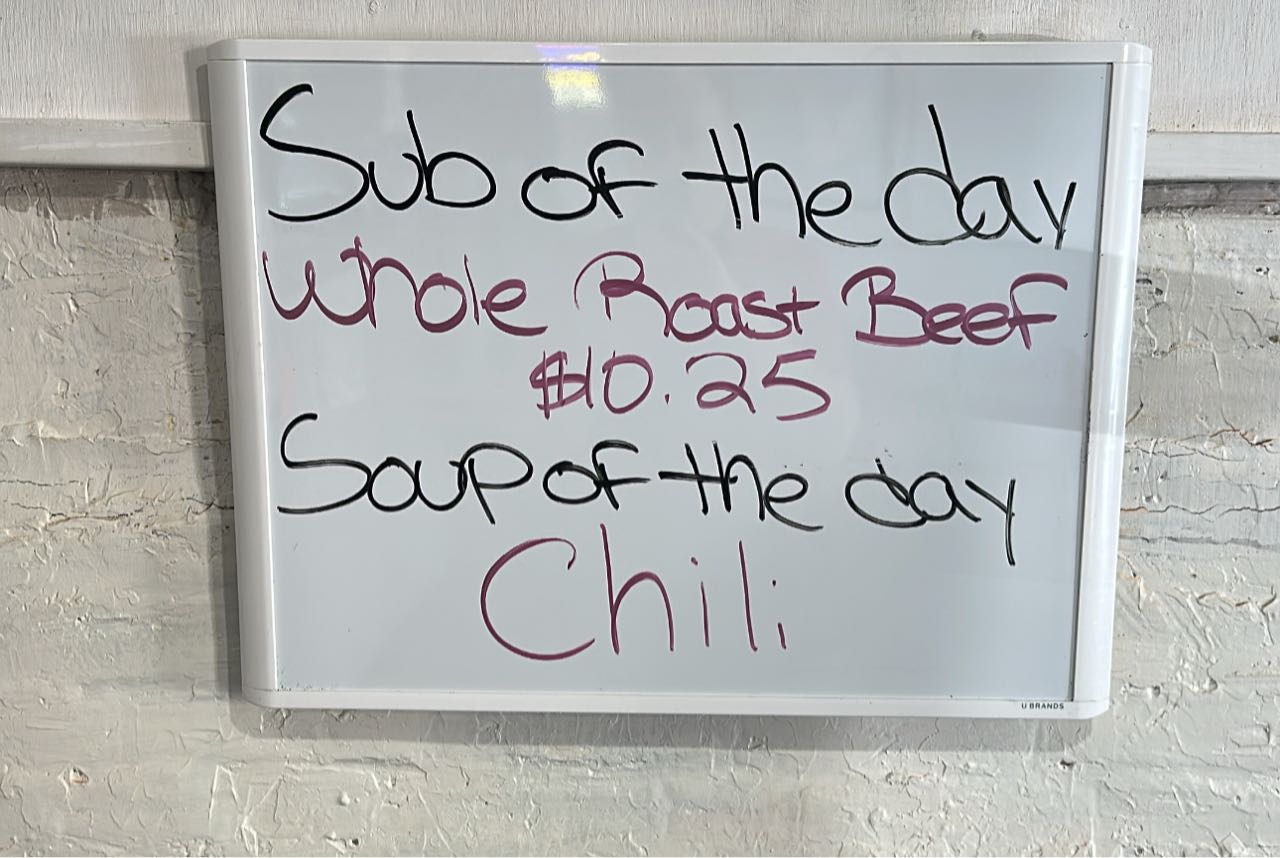 Sub of the day
Whole Roast Beef
$10.25
Soup of the day
Chili
U BRANDS